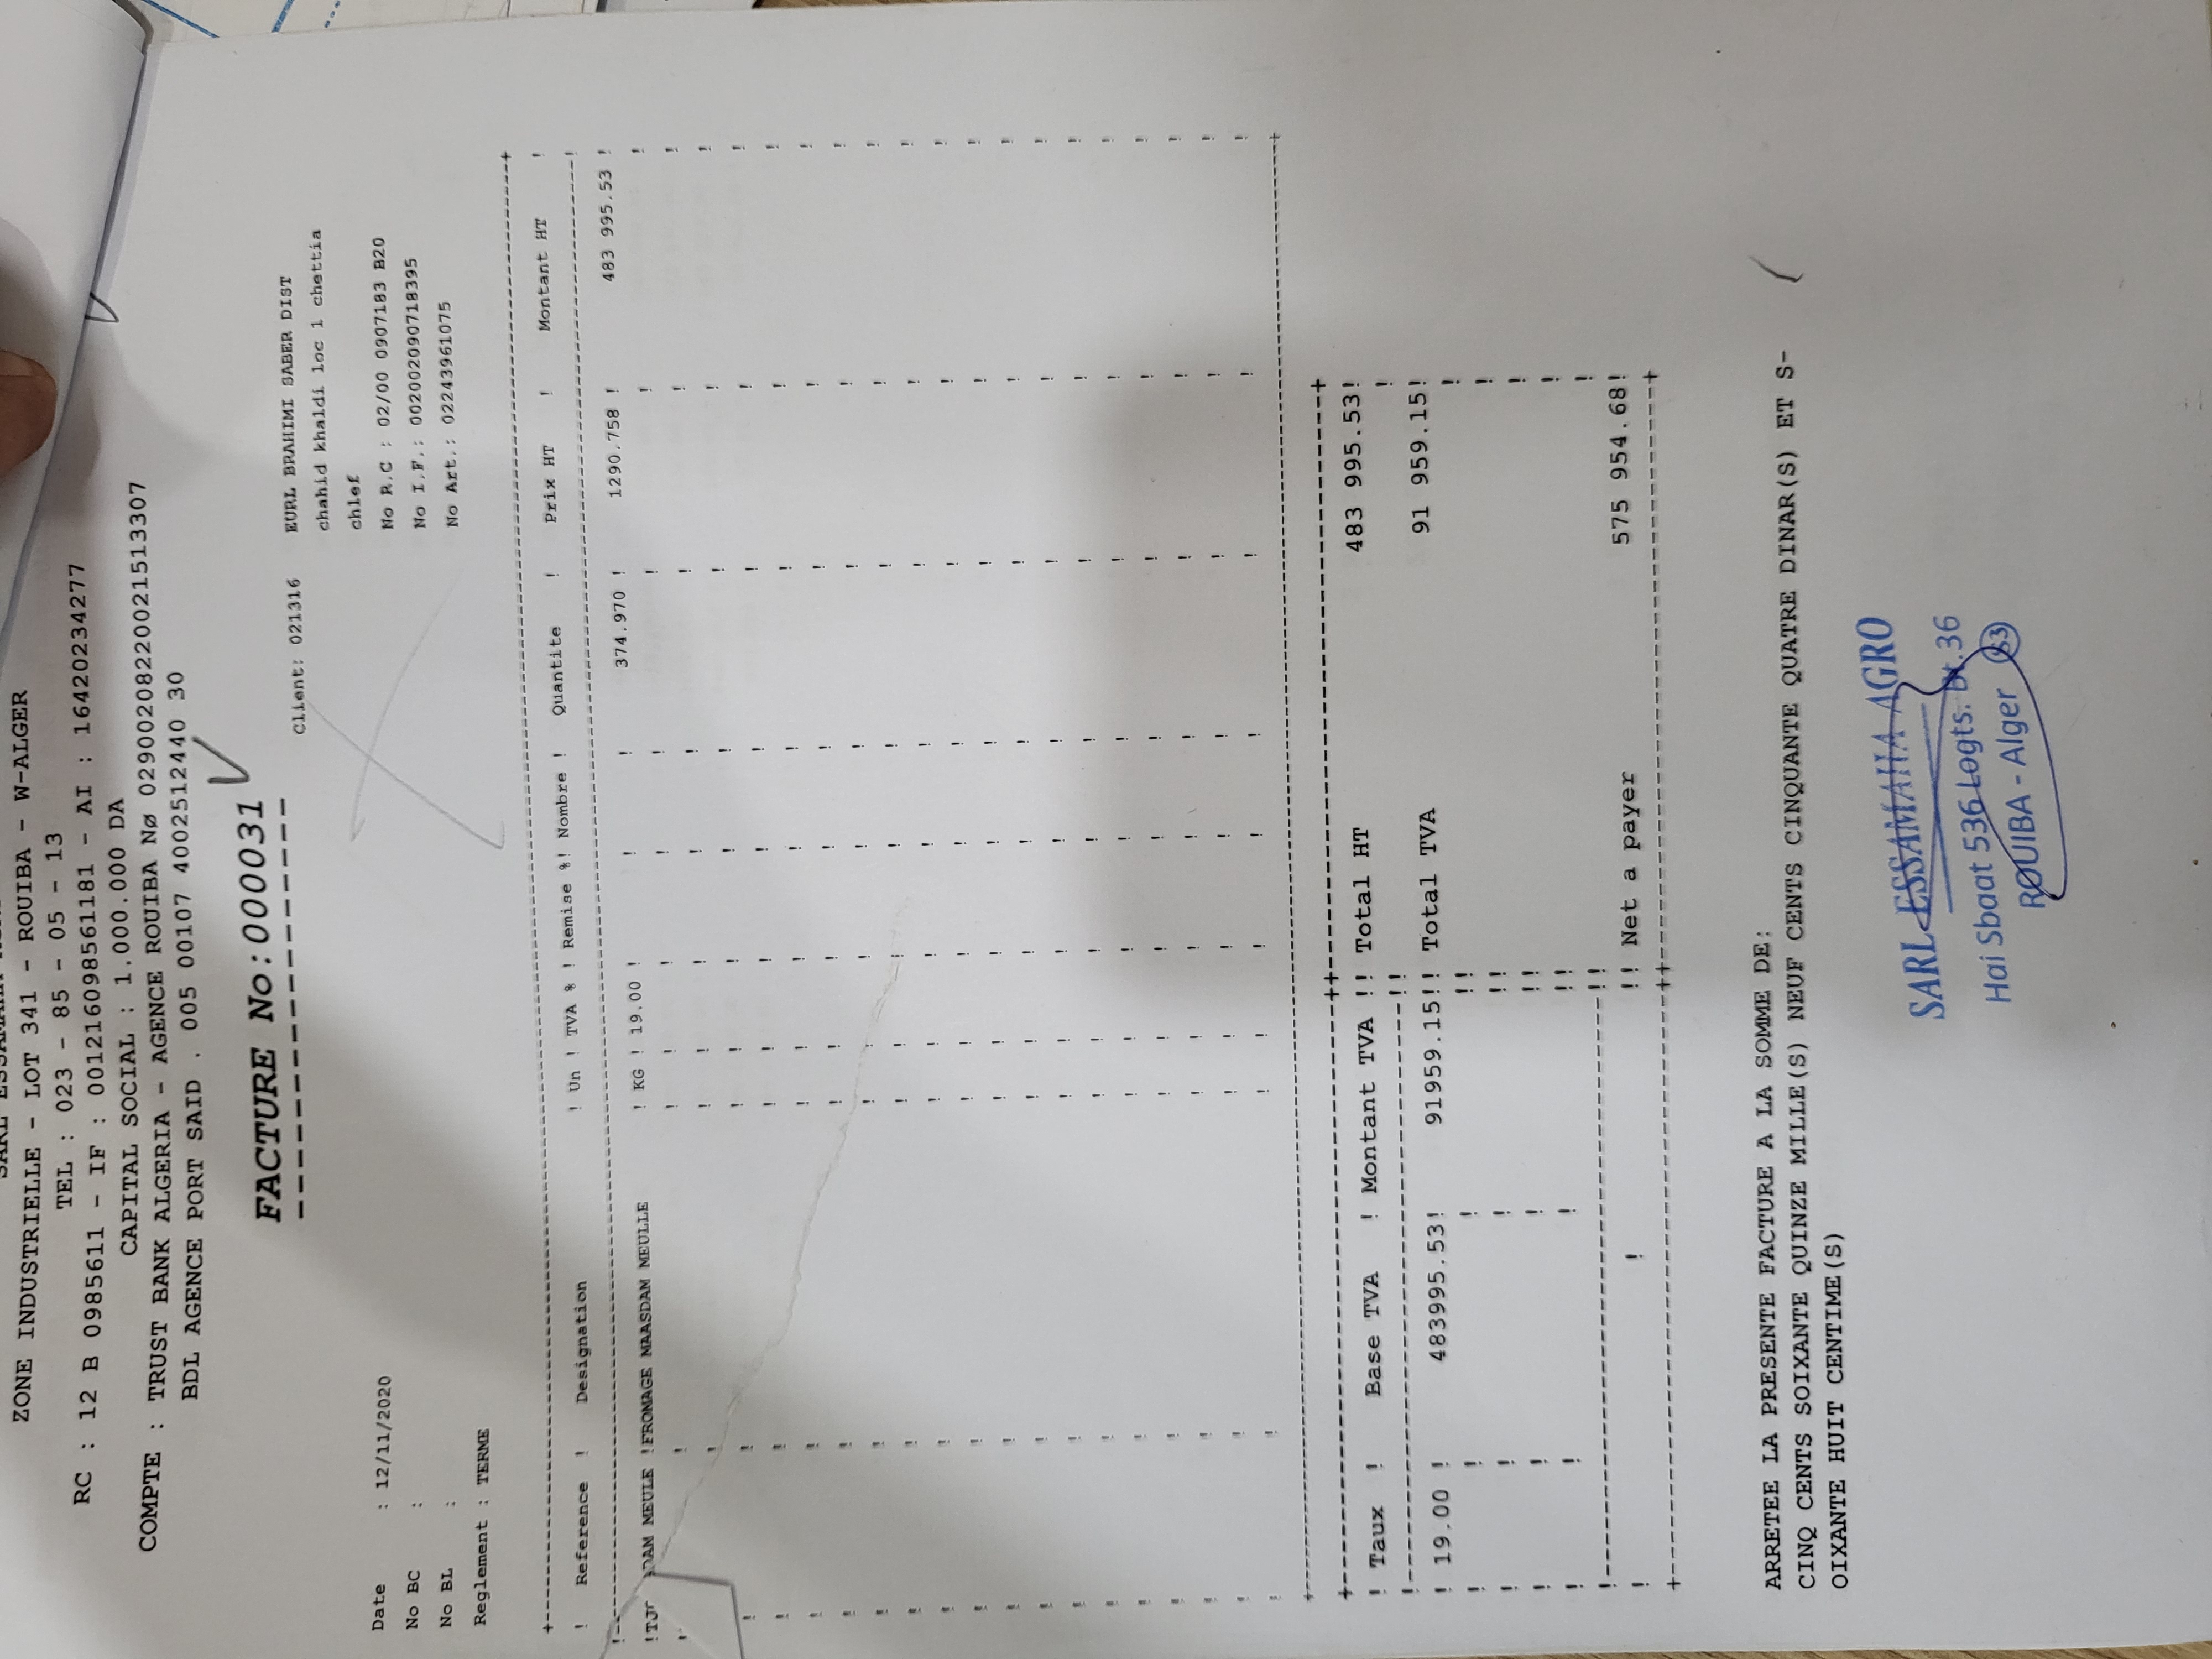 SARL ESSAMAHA
ZONE INDUSTRIELLE - LOT 341 - ROUIBA - W-ALGER
TEL : 023 - 85 - 05 - 13
RC : 12 B 0985611 - IF : 001216098561181 - AI : 16420234277
CAPITAL SOCIAL : 1.000.000 DA
COMPTE : TRUST BANK ALGERIA - AGENCE ROUIBA Nø 02900208220021513307
BDL AGENCE PORT SAID . 005 00107 4002512440 30
FACTURE No:000031
Client: 021316 EURL BRAHIMI SABER DIST
chahid khaldi loc 1 chettia
chlef
No R.C : 02/00 0907183 B20
No I.F.: 002002090718395
No Art.: 02243961075
Date : 12/11/2020
No BC :
No BL :
Reglement : TERME
! Reference ! Designation ! Un ! TVA % ! Remise %! Nombre ! Quantite ! Prix HT ! Montant HT !
DAM MEULE !FROMAGE MAASDAM MEULLE ! KG ! 19.00 ! ! ! 374.970 ! 1290.758 ! 483 995.53 !
! Taux ! Base TVA ! Montant TVA !! Total HT 483 995.53!
! 19.00 ! 483995.53! 91959.15!! Total TVA 91 959.15!
! ! !! Net a payer 575 954.68!
ARRETEE LA PRESENTE FACTURE A LA SOMME DE:
CINQ CENTS SOIXANTE QUINZE MILLE(S) NEUF CENTS CINQUANTE QUATRE DINAR(S) ET S-
OIXANTE HUIT CENTIME(S)
SARL ESSAMAHA AGRO
Hai Sbaat 536 Logts. Bt.36
ROUIBA - Alger 63